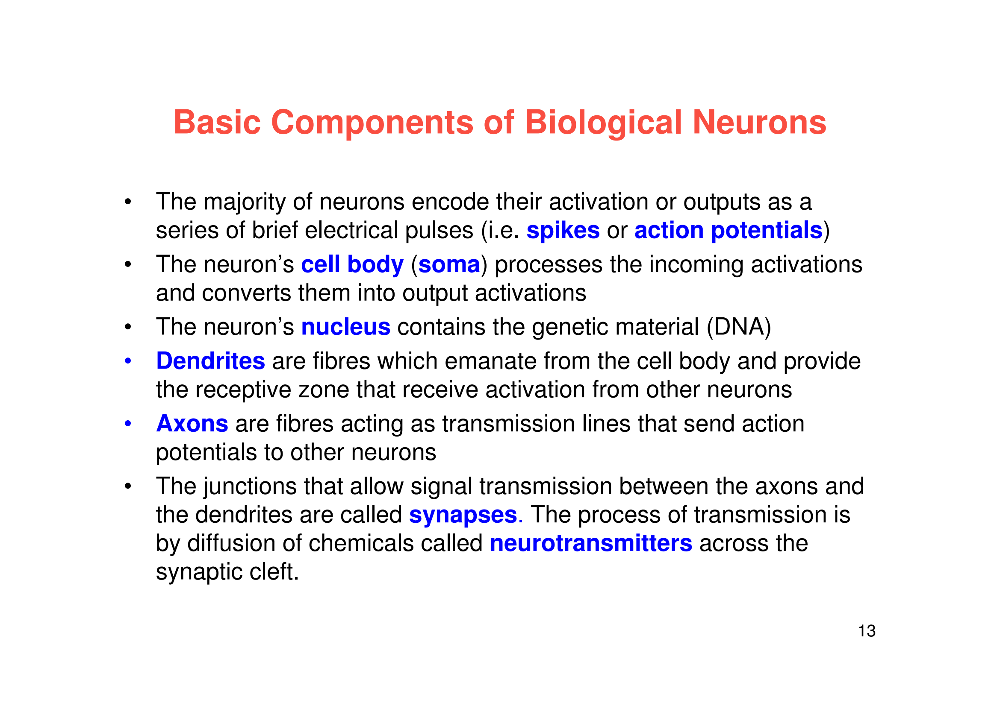 Basic Components of Biological Neurons
• The majority of neurons encode their activation or outputs as a
series of brief electrical pulses (i.e. spikes or action potentials)
• The neuron’s cell body (soma) processes the incoming activations
and converts them into output activations
• The neuron’s nucleus contains the genetic material (DNA)
• Dendrites are fibres which emanate from the cell body and provide
the receptive zone that receive activation from other neurons
• Axons are fibres acting as transmission lines that send action
potentials to other neurons
• The junctions that allow signal transmission between the axons and
the dendrites are called synapses. The process of transmission is
by diffusion of chemicals called neurotransmitters across the
synaptic cleft.
13